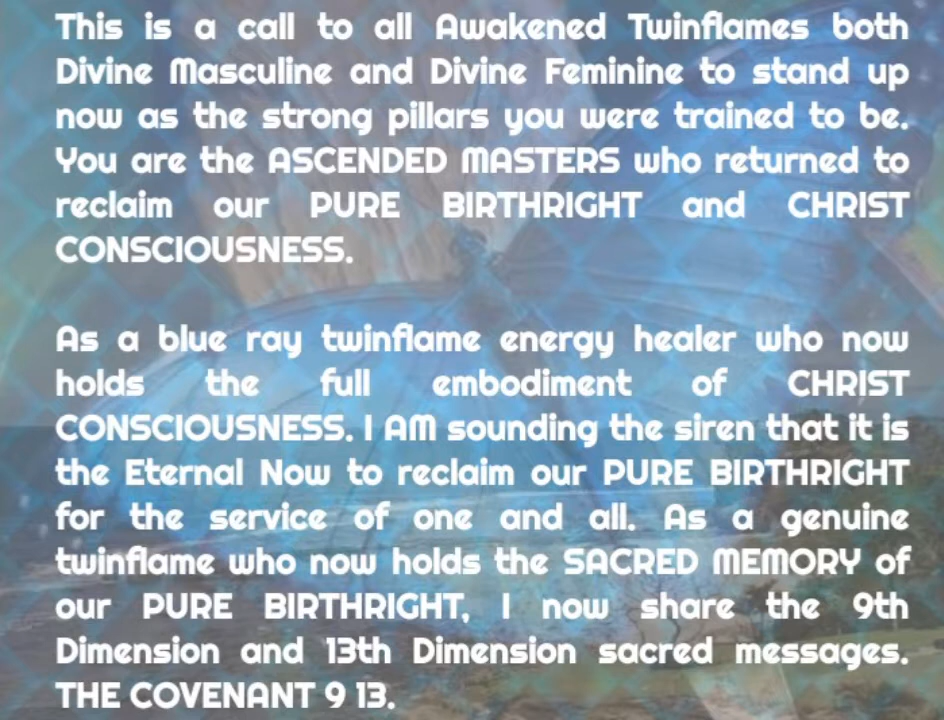 This is a call to all Awakened Twinflames both
Divine Masculine and Divine Feminine to stand up
now as the strong pillars you were trained to be.
You are the ASCENDED MASTERS who returned to
reclaim our PURE BIRTHRIGHT and CHRIST
CONSCIOUSNESS.
As a blue ray twinflame energy healer who now
holds the full embodiment of CHRIST
CONSCIOUSNESS. I AM sounding the siren that it is
the Eternal Now to reclaim our PURE BIRTHRIGHT
for the service of one and all. As a genuine
twinflame who now holds the SACRED MEMORY of
our PURE BIRTHRIGHT, I now share the 9th
Dimension and 13th Dimension sacred messages.
THE COVENANT 9 13.